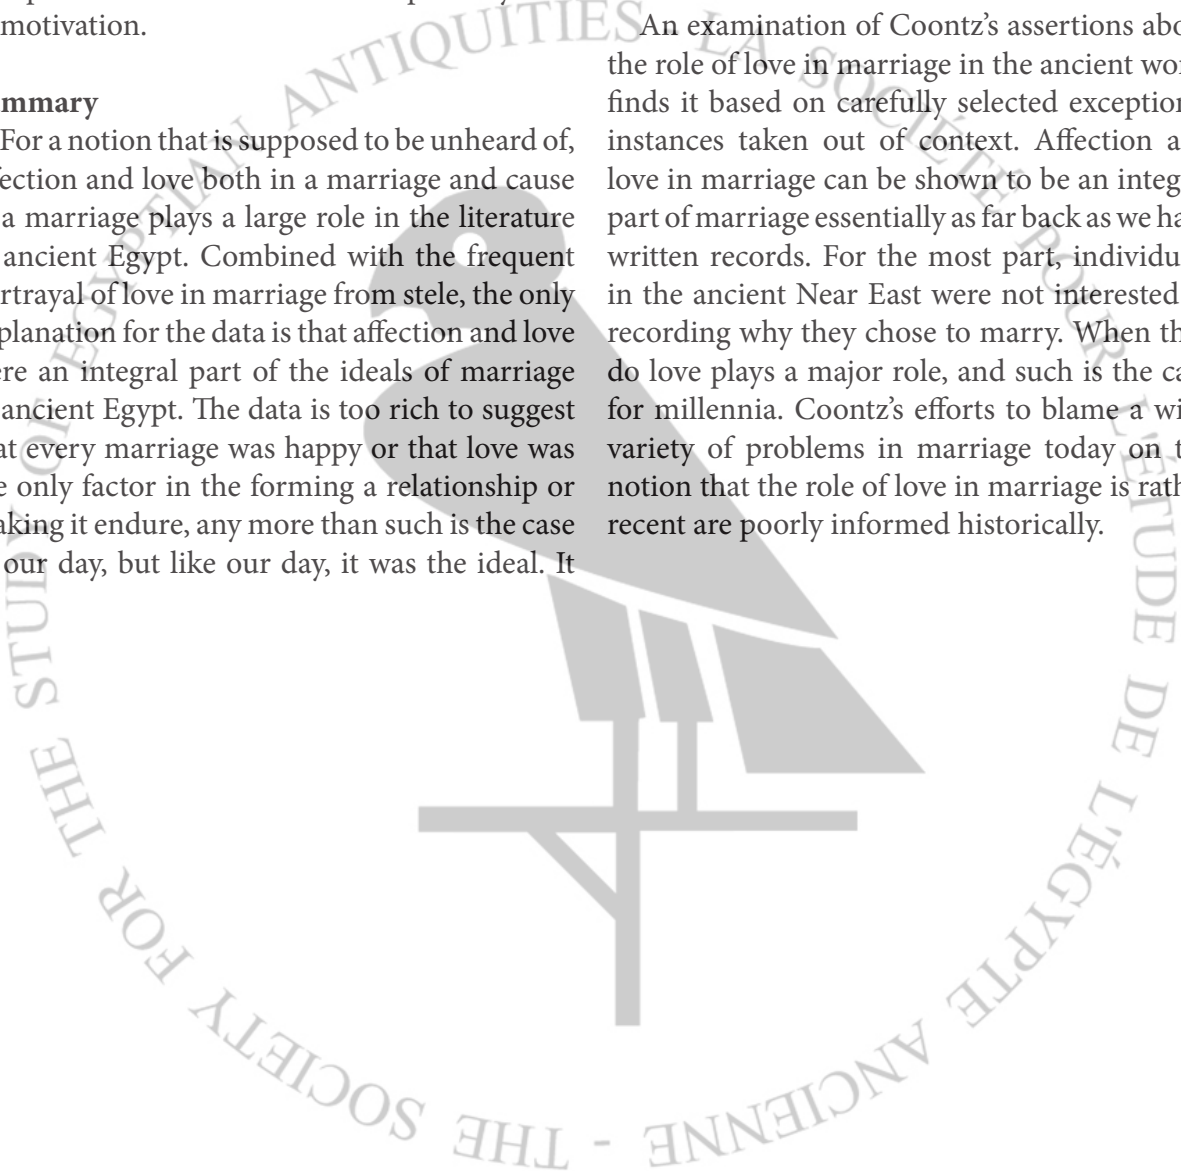 motivation.
mmary
For a notion that is supposed to be unheard of,
fection and love both in a marriage and cause
a marriage plays a large role in the literature
ancient Egypt. Combined with the frequent
rtrayal of love in marriage from stele, the only
planation for the data is that affection and love
ere an integral part of the ideals of marriage
ancient Egypt. The data is too rich to suggest
at every marriage was happy or that love was
e only factor in the forming a relationship or
aking it endure, any more than such is the case
our day, but like our day, it was the ideal. It
An examination of Coontz’s assertions abo
the role of love in marriage in the ancient wor
finds it based on carefully selected exception
instances taken out of context. Affection a
love in marriage can be shown to be an integ
part of marriage essentially as far back as we ha
written records. For the most part, individu
in the ancient Near East were not interested
recording why they chose to marry. When th
do love plays a major role, and such is the ca
for millennia. Coontz’s efforts to blame a wi
variety of problems in marriage today on t
notion that the role of love in marriage is rath
recent are poorly informed historically.
THE SOCIETY FOR THE STUDY OF EGYPTIAN ANTIQUITIES - LA SOCIÉTÉ POUR L'ÉTUDE DE L'ÉGYPTE ANCIENNE -